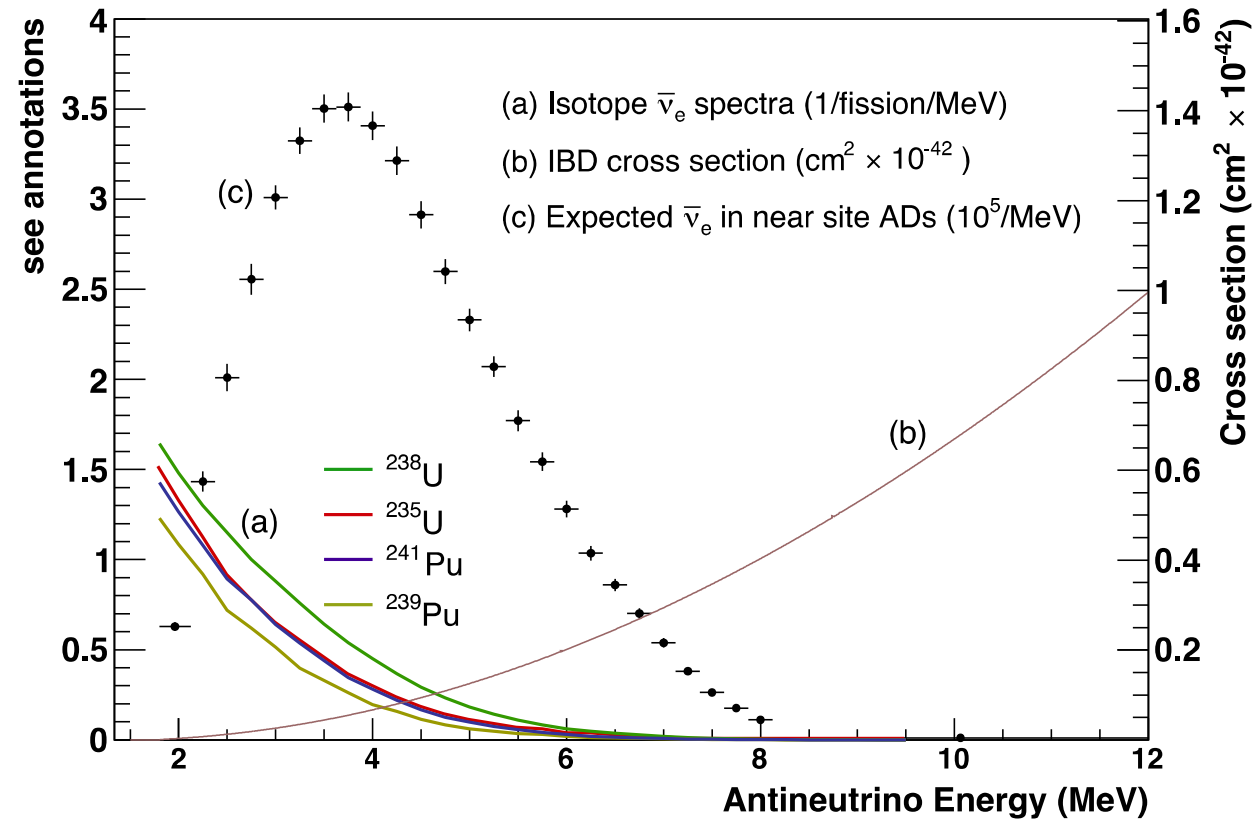 see annotations
4
3.5
3
2.5
2
1.5
1
0.5
0
(a) Isotope ν̅e spectra (1/fission/MeV)
(b) IBD cross section (cm² × 10⁻⁴²)
(c) Expected ν̅e in near site ADs (10⁵/MeV)
(c)
(b)
(a)
²³⁸U
²³⁵U
²⁴¹Pu
²³⁹Pu
1.6
1.4
1.2
1
0.8
0.6
0.4
0.2
Cross section (cm² × 10⁻⁴²)
2 4 6 8 10 12
Antineutrino Energy (MeV)